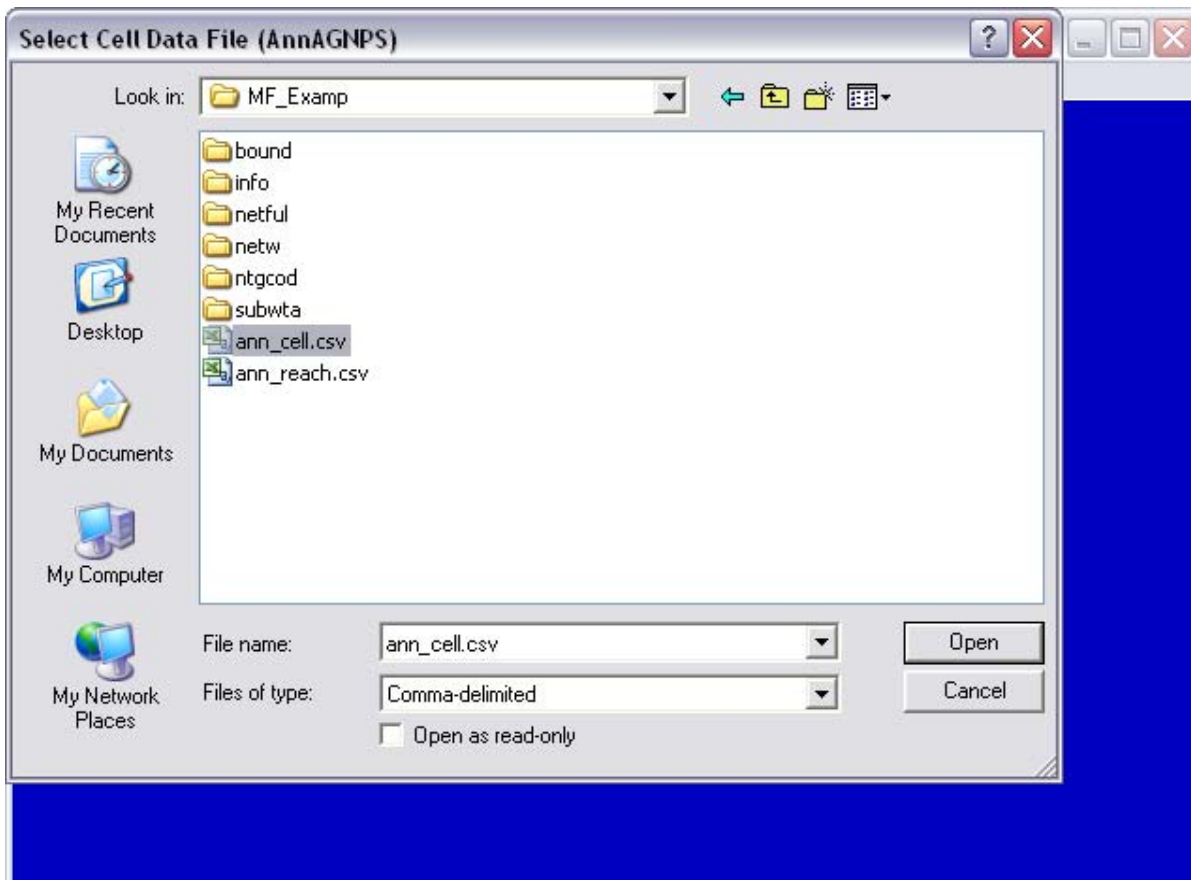 Select Cell Data File (AnnAGNPS)
Look in: MF_Examp
My Recent
Documents
Desktop
My Documents
My Computer
My Network
Places
bound
info
netful
netw
ntgcod
subwta
ann_cell.csv
ann_reach.csv
File name: ann_cell.csv Open
Files of type: Comma-delimited Cancel
Open as read-only